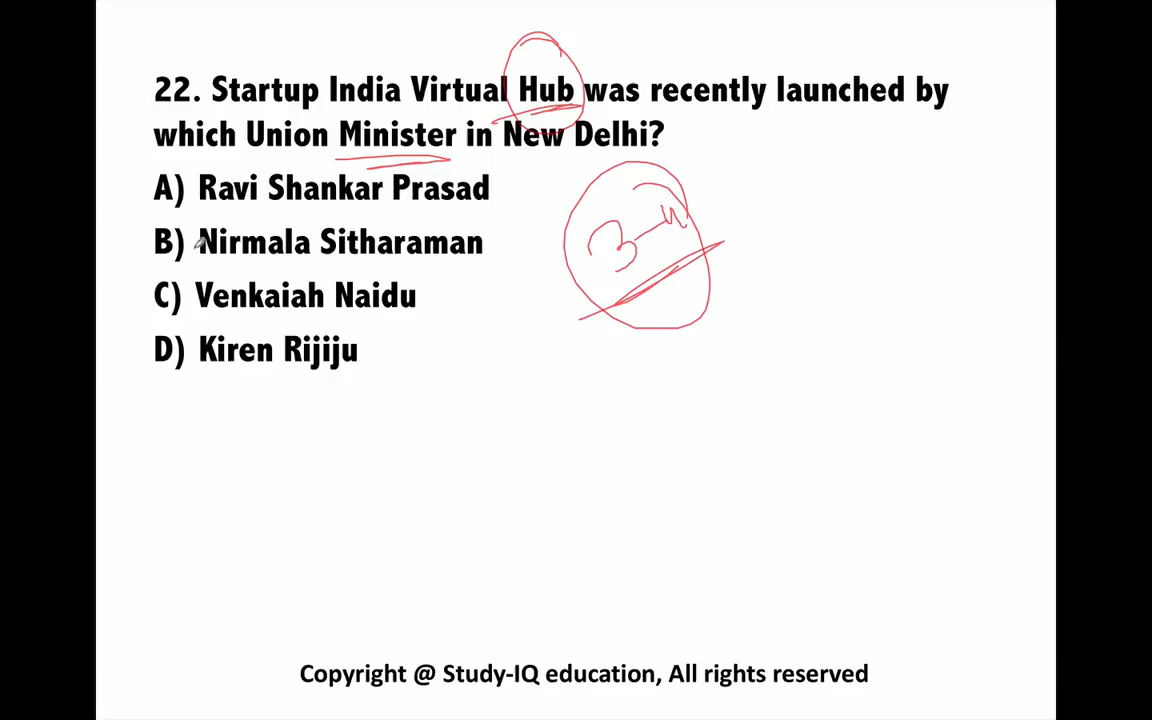 22. Startup India Virtual Hub was recently launched by
which Union Minister in New Delhi?
A) Ravi Shankar Prasad
B) Nirmala Sitharaman
C) Venkaiah Naidu
D) Kiren Rijiju
Copyright @ Study-IQ education, All rights reserved